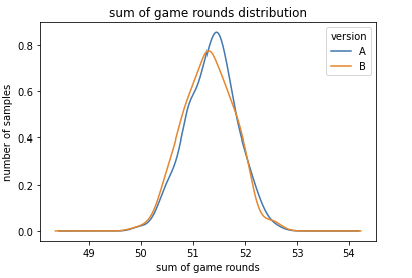 sum of game rounds distribution
version
A
B
number of samples
0.8
0.6
0.4
0.2
0.0
49 50 51 52 53 54
sum of game rounds